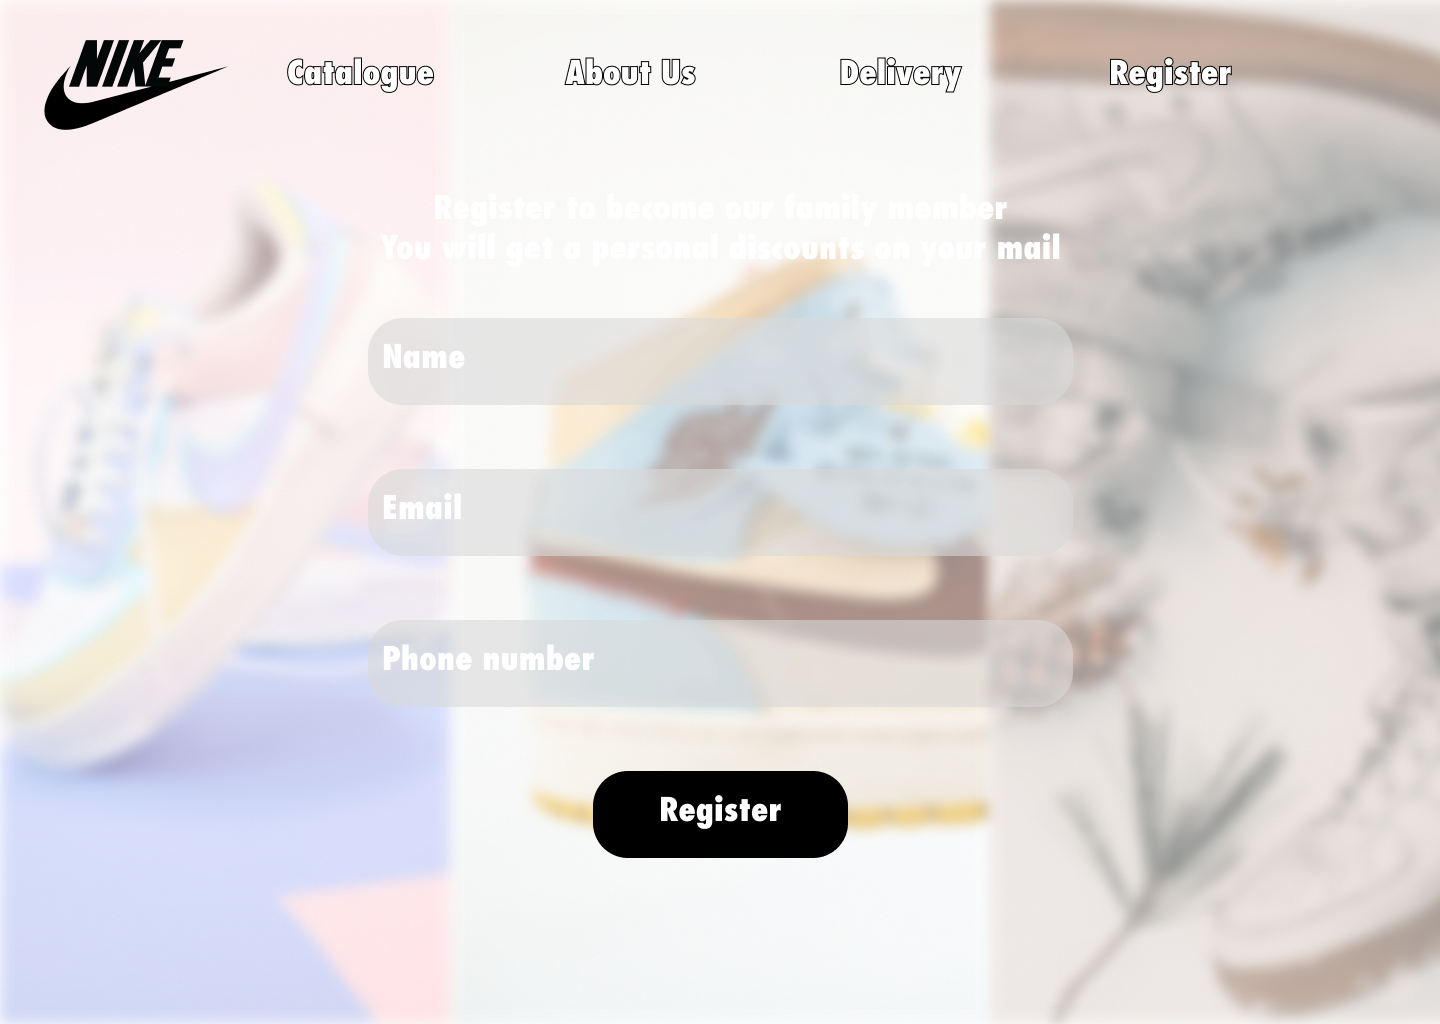 NIKE
Catalogue
About Us
Delivery
Register
Register to become our family member
You will get a personal discounts on your mail
Name
Email
Phone number
Register